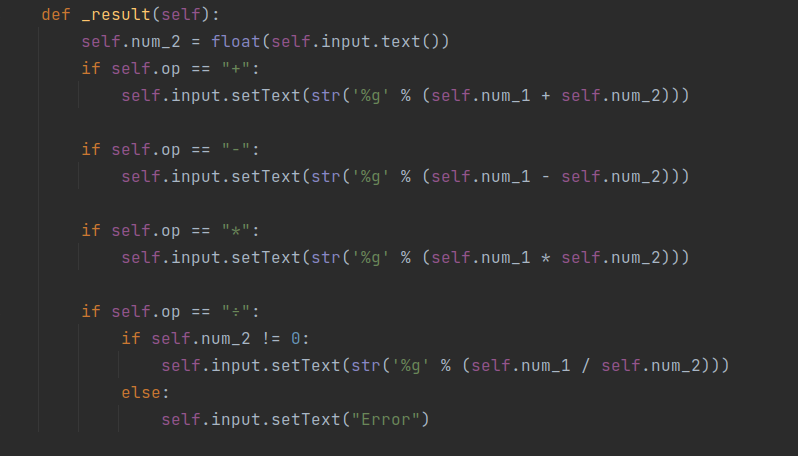 def _result(self):
    self.num_2 = float(self.input.text())
    if self.op == "+":
        self.input.setText(str('%g' % (self.num_1 + self.num_2)))

    if self.op == "-":
        self.input.setText(str('%g' % (self.num_1 - self.num_2)))

    if self.op == "*":
        self.input.setText(str('%g' % (self.num_1 * self.num_2)))

    if self.op == "÷":
        if self.num_2 != 0:
            self.input.setText(str('%g' % (self.num_1 / self.num_2)))
        else:
            self.input.setText("Error")